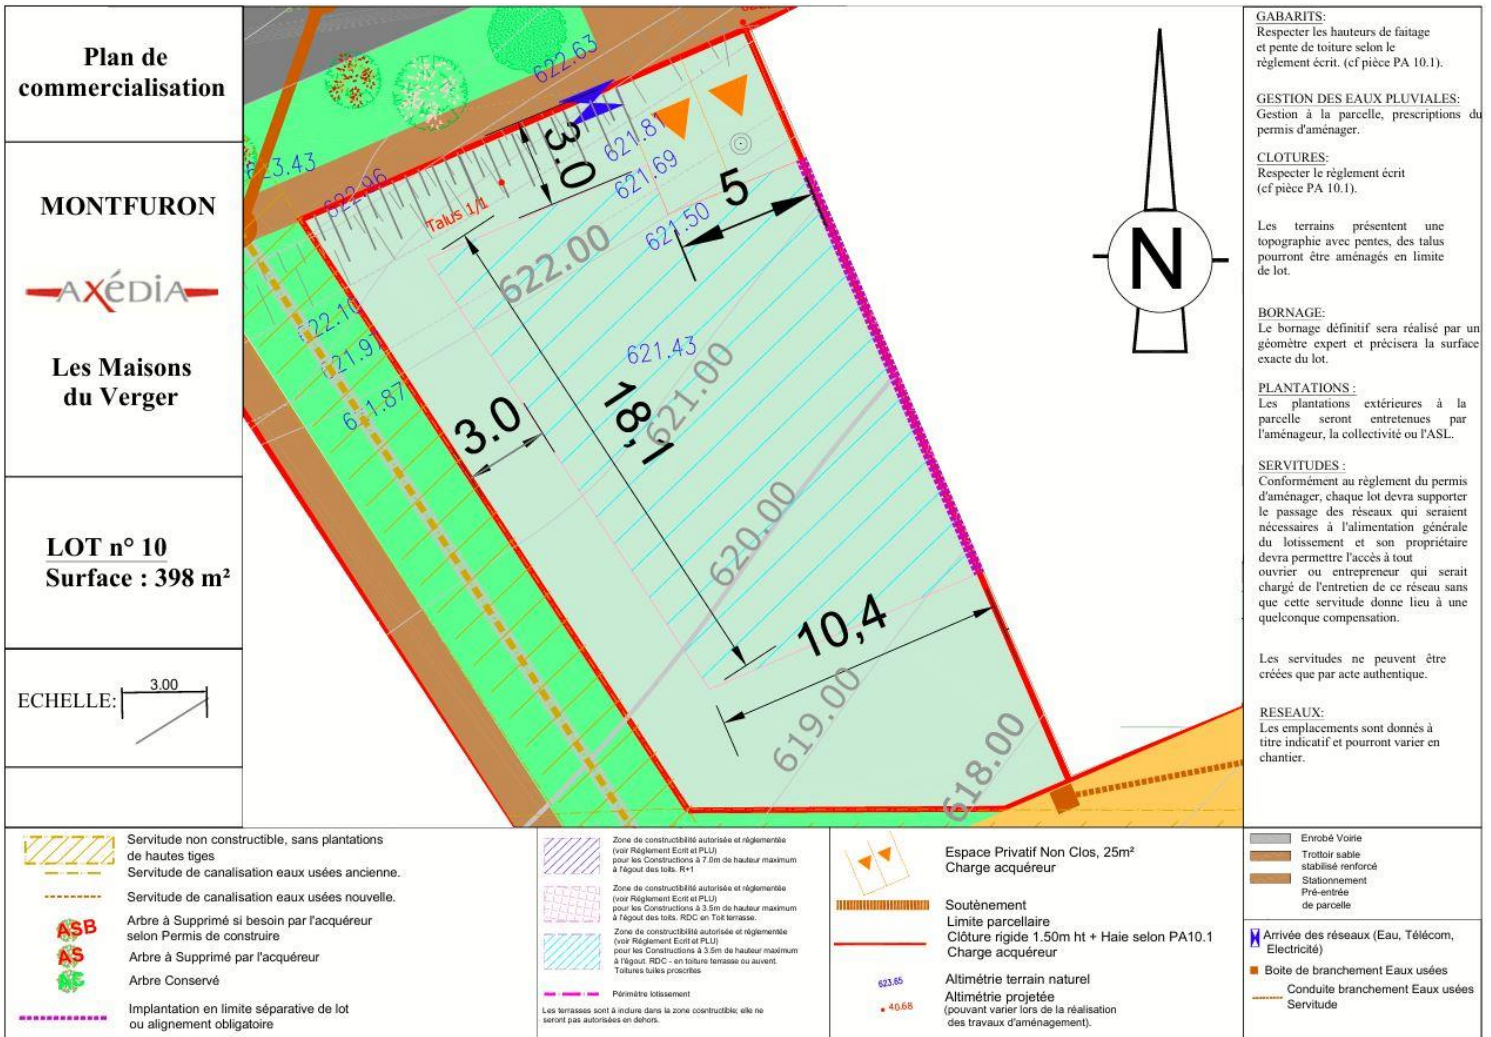 Plan de
commercialisation
MONTFURON
AXéDIA
Les Maisons
du Verger
LOT n° 10
Surface : 398 m²
ECHELLE:
3.00
622.63
623.43
622.96
621.81
621.69
621.50
Talus 1/1
3.0
5
622.00
622.10
621.97
621.87
621.43
621.00
3.0
18,1
620.00
10,4
619.00
618.00
N
GABARITS:
Respecter les hauteurs de faitage
et pente de toiture selon le
règlement écrit. (cf pièce PA 10.1).
GESTION DES EAUX PLUVIALES:
Gestion à la parcelle, prescriptions du
permis d'aménager.
CLOTURES:
Respecter le règlement écrit
(cf pièce PA 10.1).
Les terrains présentent une
topographie avec pentes, des talus
pourront être aménagés en limite
de lot.
BORNAGE:
Le bornage définitif sera réalisé par un
géomètre expert et précisera la surface
exacte du lot.
PLANTATIONS :
Les plantations extérieures à la
parcelle seront entretenues par
l'aménageur, la collectivité ou l'ASL.
SERVITUDES :
Conformément au règlement du permis
d'aménager, chaque lot devra supporter
le passage des réseaux qui seraient
nécessaires à l'alimentation générale
du lotissement et son propriétaire
devra permettre l'accès à tout
ouvrier ou entrepreneur qui serait
chargé de l'entretien de ce réseau sans
que cette servitude donne lieu à une
quelconque compensation.
Les servitudes ne peuvent être
créées que par acte authentique.
RESEAUX:
Les emplacements sont donnés à
titre indicatif et pourront varier en
chantier.
Servitude non constructible, sans plantations
de hautes tiges
Servitude de canalisation eaux usées ancienne.
Servitude de canalisation eaux usées nouvelle.
ASB
Arbre à Supprimé si besoin par l'acquéreur
selon Permis de construire
AS
Arbre à Supprimé par l'acquéreur
AC
Arbre Conservé
Implantation en limite séparative de lot
ou alignement obligatoire
Zone de constructibilité autorisée et réglementée
(voir Réglement Ecrit et PLU)
pour les Constructions à 7.0m de hauteur maximum
à l'égout des toits. R+1
Zone de constructibilité autorisée et réglementée
(voir Réglement Ecrit et PLU)
pour les Constructions à 3.5m de hauteur maximum
à l'égout des toits. RDC en Toit terrasse.
Zone de constructibilité autorisée et réglementée
(voir Réglement Ecrit et PLU)
pour les Constructions à 3.5m de hauteur maximum
à l'égout. RDC - en toiture terrasse ou auvent.
Toitures tuiles proscrites
Périmètre lotissement
Les terrasses sont à inclure dans la zone cosntructible; elle ne
seront pas autorisées en dehors.
Espace Privatif Non Clos, 25m²
Charge acquéreur
Soutènement
Limite parcellaire
Clôture rigide 1.50m ht + Haie selon PA10.1
Charge acquéreur
623.65
Altimétrie terrain naturel
40.68
Altimétrie projetée
(pouvant varier lors de la réalisation
des travaux d'aménagement).
Enrobé Voirie
Trottoir sable
stabilisé renforcé
Stationnement
Pré-entrée
de parcelle
Arrivée des réseaux (Eau, Télécom,
Electricité)
Boite de branchement Eaux usées
Conduite branchement Eaux usées
Servitude